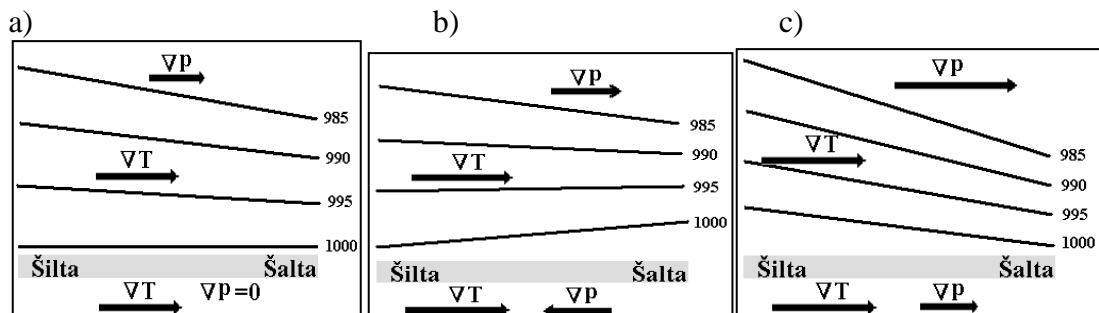 a)
∇p
985
990
∇T
995
1000
Šilta Šalta
∇T ∇p=0
b)
∇p
985
990
∇T
995
1000
Šilta Šalta
∇T ∇p
c)
∇p
985
∇T
990
995
1000
Šilta Šalta
∇T ∇p